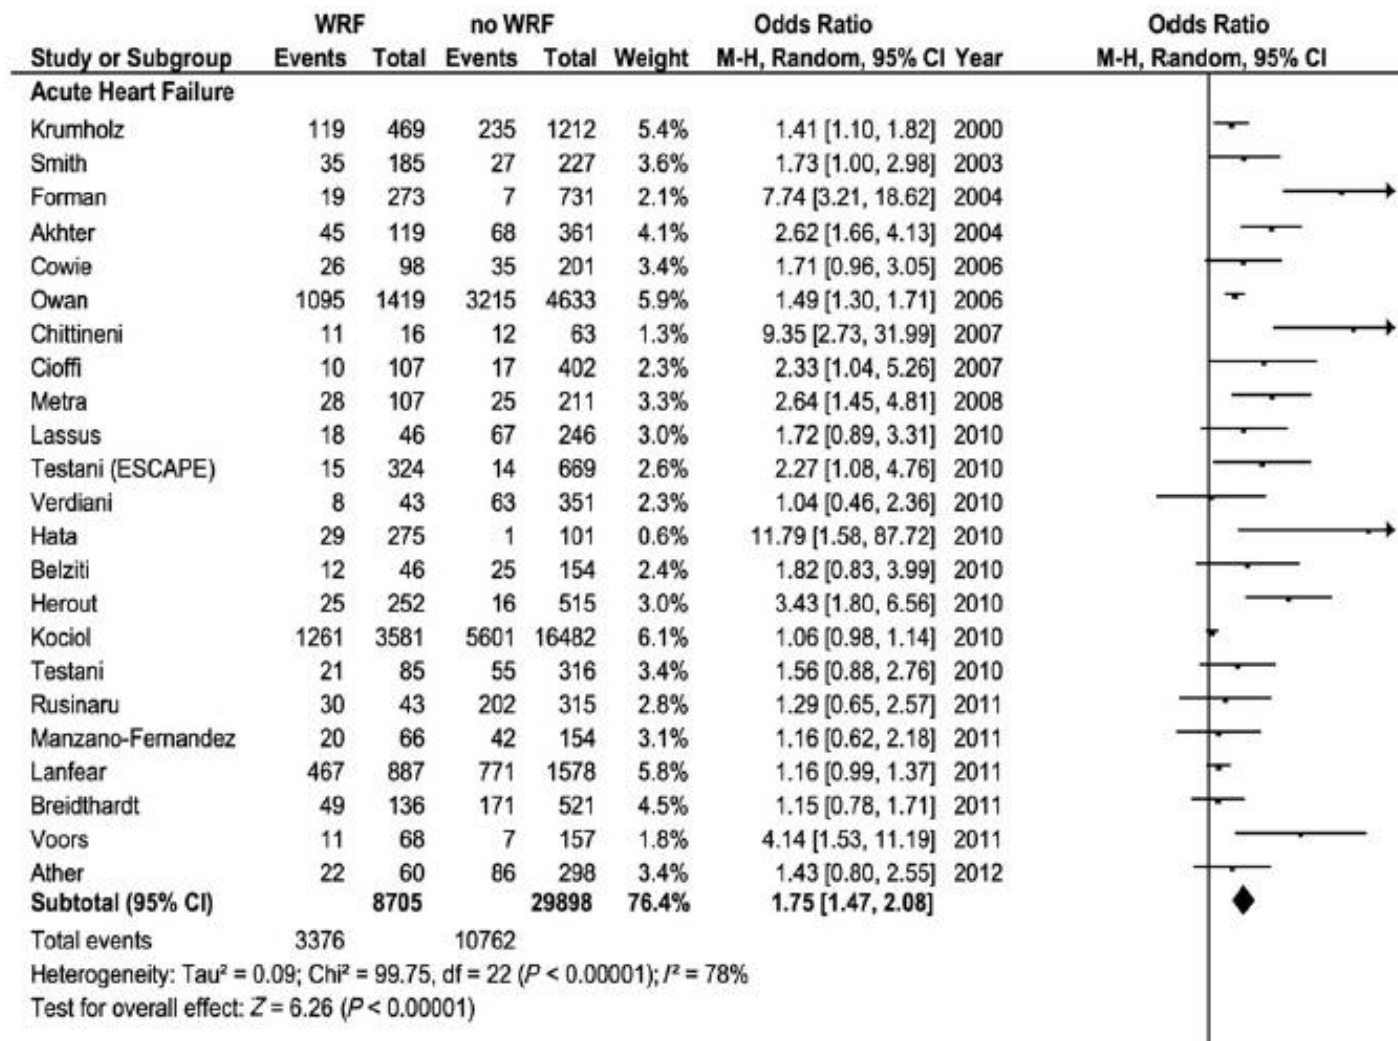 WRF no WRF Odds Ratio Odds Ratio
Study or Subgroup Events Total Events Total Weight M-H, Random, 95% CI Year M-H, Random, 95% CI
Acute Heart Failure
Krumholz 119 469 235 1212 5.4% 1.41 [1.10, 1.82] 2000
Smith 35 185 27 227 3.6% 1.73 [1.00, 2.98] 2003
Forman 19 273 7 731 2.1% 7.74 [3.21, 18.62] 2004
Akhter 45 119 68 361 4.1% 2.62 [1.66, 4.13] 2004
Cowie 26 98 35 201 3.4% 1.71 [0.96, 3.05] 2006
Owan 1095 1419 3215 4633 5.9% 1.49 [1.30, 1.71] 2006
Chittineni 11 16 12 63 1.3% 9.35 [2.73, 31.99] 2007
Cioffi 10 107 17 402 2.3% 2.33 [1.04, 5.26] 2007
Metra 28 107 25 211 3.3% 2.64 [1.45, 4.81] 2008
Lassus 18 46 67 246 3.0% 1.72 [0.89, 3.31] 2010
Testani (ESCAPE) 15 324 14 669 2.6% 2.27 [1.08, 4.76] 2010
Verdiani 8 43 63 351 2.3% 1.04 [0.46, 2.36] 2010
Hata 29 275 1 101 0.6% 11.79 [1.58, 87.72] 2010
Belziti 12 46 25 154 2.4% 1.82 [0.83, 3.99] 2010
Herout 25 252 16 515 3.0% 3.43 [1.80, 6.56] 2010
Kociol 1261 3581 5601 16482 6.1% 1.06 [0.98, 1.14] 2010
Testani 21 85 55 316 3.4% 1.56 [0.88, 2.76] 2010
Rusinaru 30 43 202 315 2.8% 1.29 [0.65, 2.57] 2011
Manzano-Fernandez 20 66 42 154 3.1% 1.16 [0.62, 2.18] 2011
Lanfear 467 887 771 1578 5.8% 1.16 [0.99, 1.37] 2011
Breidthardt 49 136 171 521 4.5% 1.15 [0.78, 1.71] 2011
Voors 11 68 7 157 1.8% 4.14 [1.53, 11.19] 2011
Ather 22 60 86 298 3.4% 1.43 [0.80, 2.55] 2012
Subtotal (95% CI) 8705 29898 76.4% 1.75 [1.47, 2.08]
Total events 3376 10762
Heterogeneity: Tau² = 0.09; Chi² = 99.75, df = 22 (P < 0.00001); I² = 78%
Test for overall effect: Z = 6.26 (P < 0.00001)